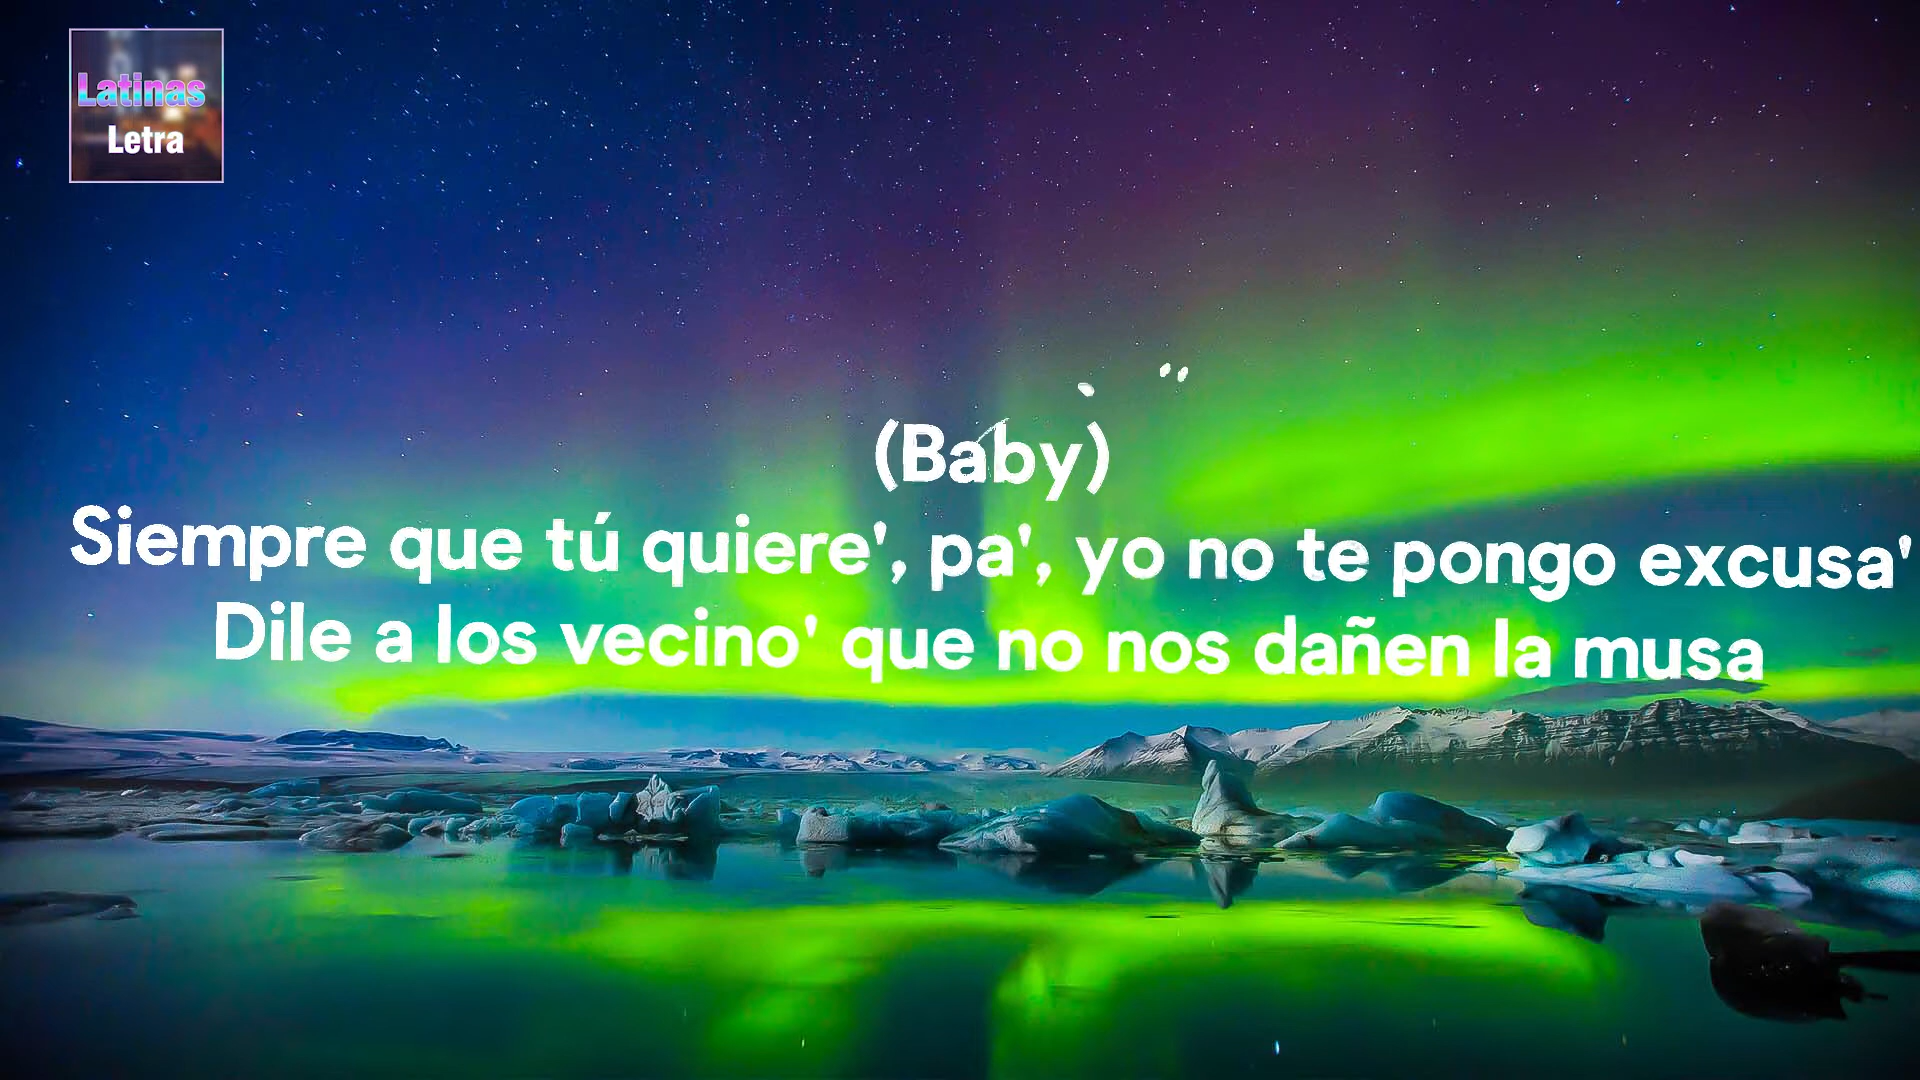 Latinas
Letra
(Baby)
Siempre que tú quiere', pa', yo no te pongo excusa'
Dile a los vecino' que no nos dañen la musa